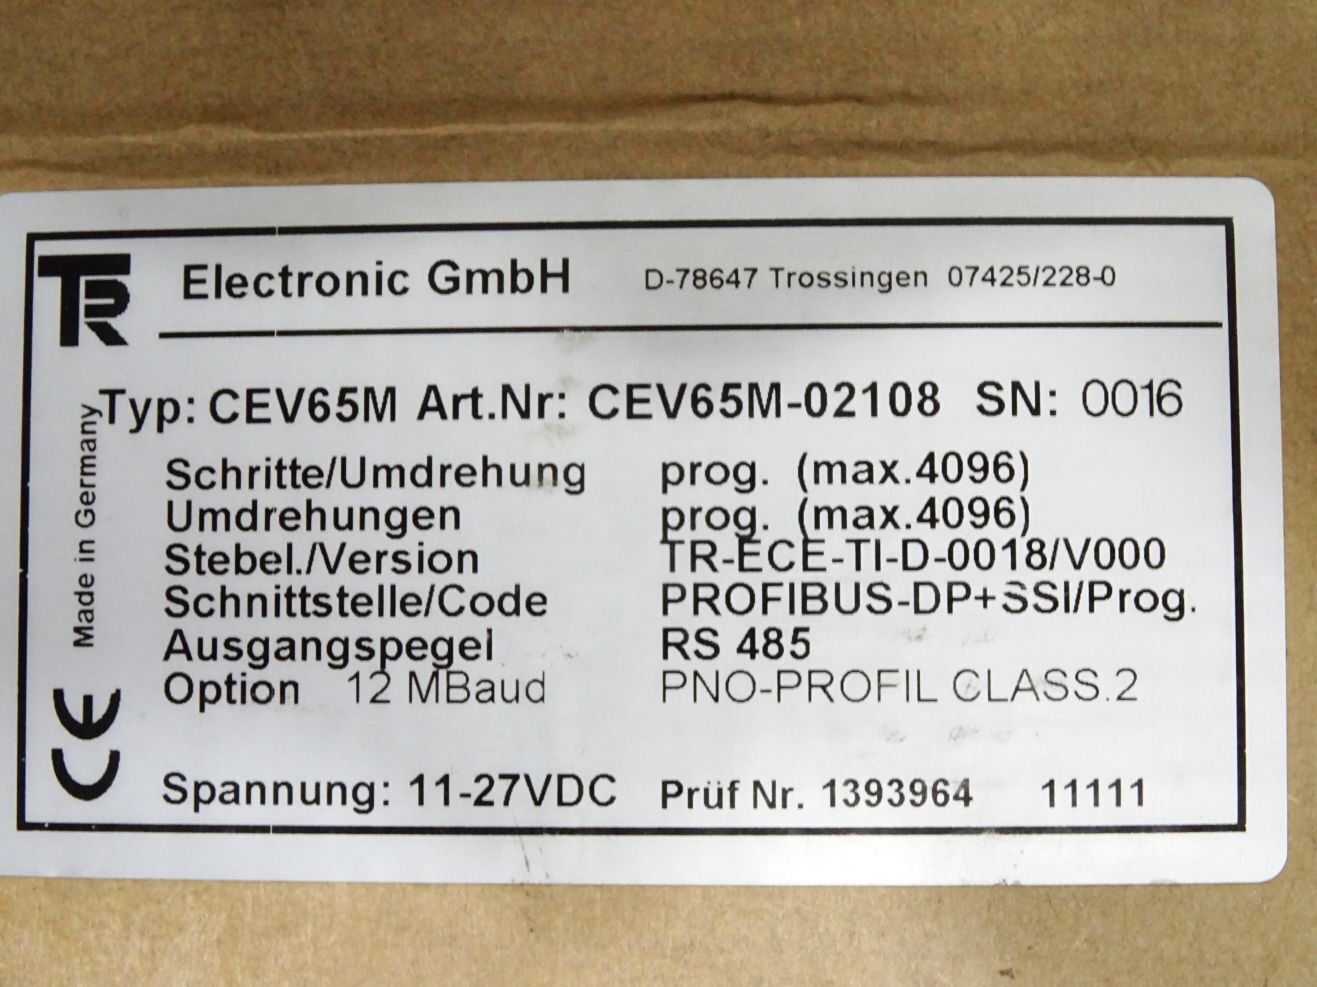 TR Electronic GmbH D-78647 Trossingen 07425/228-0
Typ: CEV65M Art.Nr: CEV65M-02108 SN: 0016
Schritte/Umdrehung prog. (max.4096)
Umdrehungen prog. (max.4096)
Stebel./Version TR-ECE-TI-D-0018/V000
Schnittstelle/Code PROFIBUS-DP+SSI/Prog.
Ausgangspegel RS 485
Option 12 MBaud PNO-PROFIL CLASS.2
Spannung: 11-27VDC Prüf Nr. 1393964 11111
Made in Germany
CE